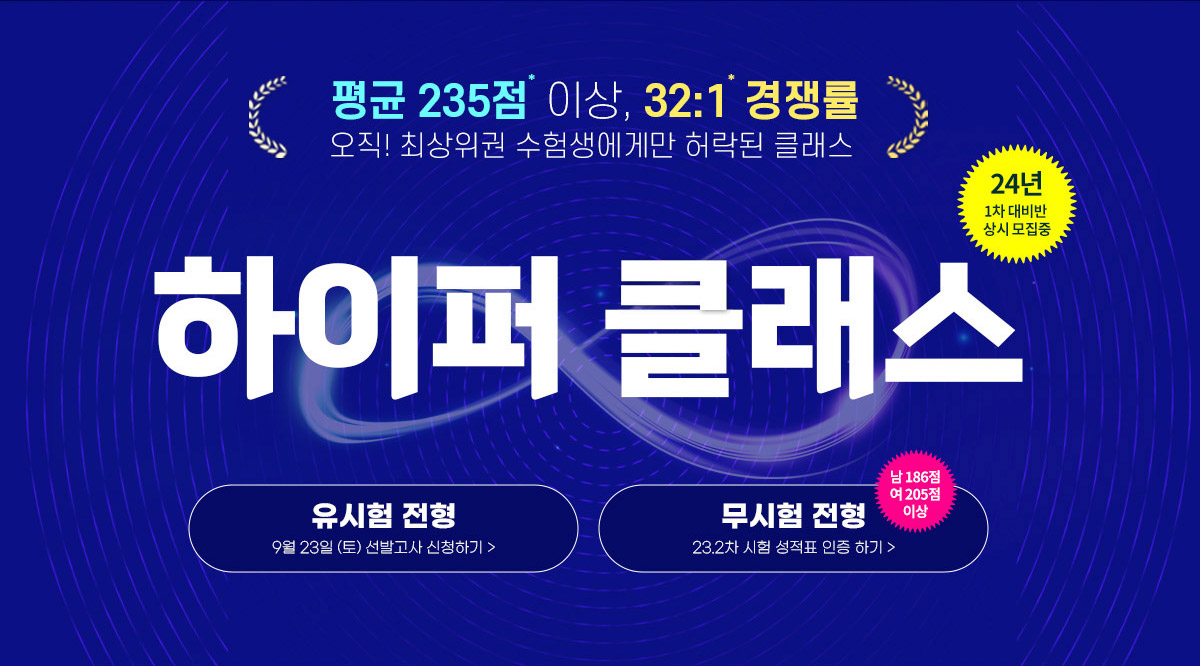 평균 235점* 이상, 32:1* 경쟁률
오직! 최상위권 수험생에게만 허락된 클래스
24년
1차 대비반
상시 모집중
하이퍼 클래스
유시험 전형
9월 23일 (토) 선발고사 신청하기 >
무시험 전형
23.2차 시험 성적표 인증 하기 >
남 186점
여 205점
이상